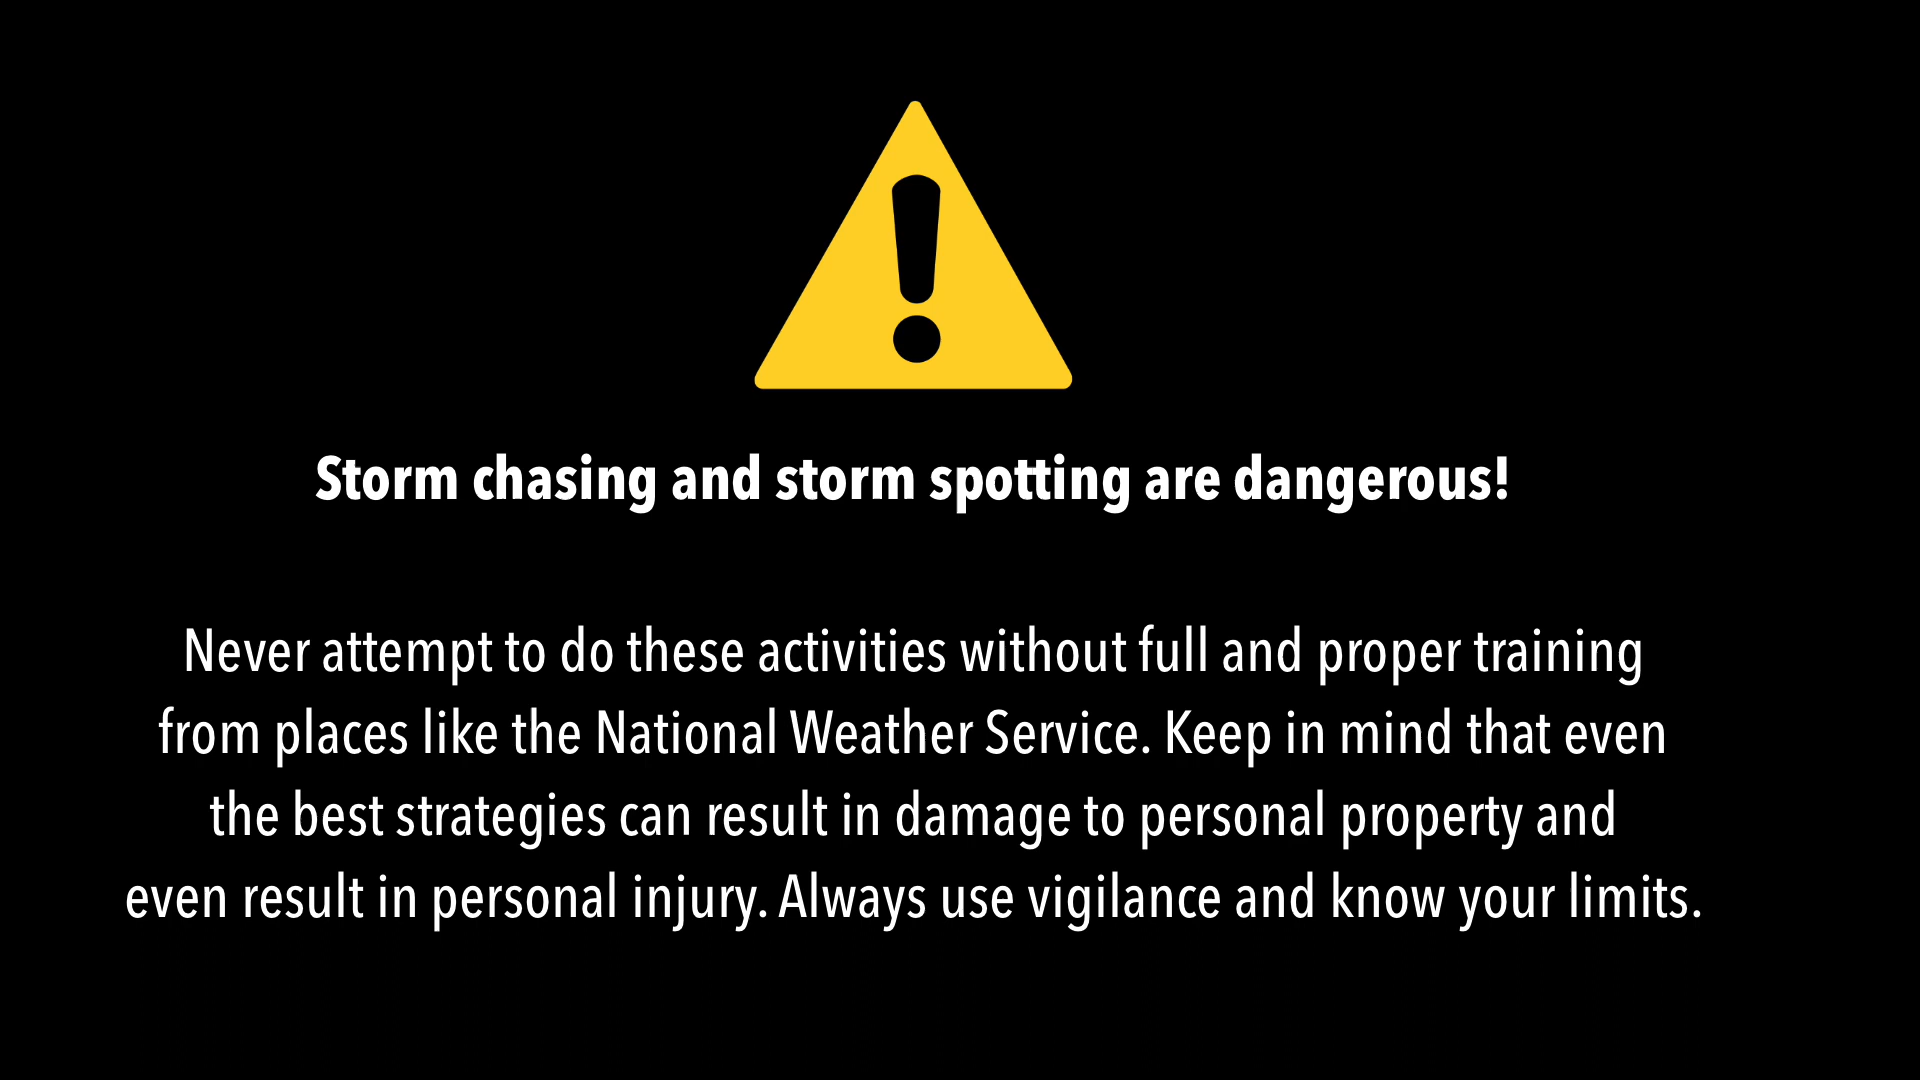 Storm chasing and storm spotting are dangerous!
Never attempt to do these activities without full and proper training
from places like the National Weather Service. Keep in mind that even
the best strategies can result in damage to personal property and
even result in personal injury. Always use vigilance and know your limits.